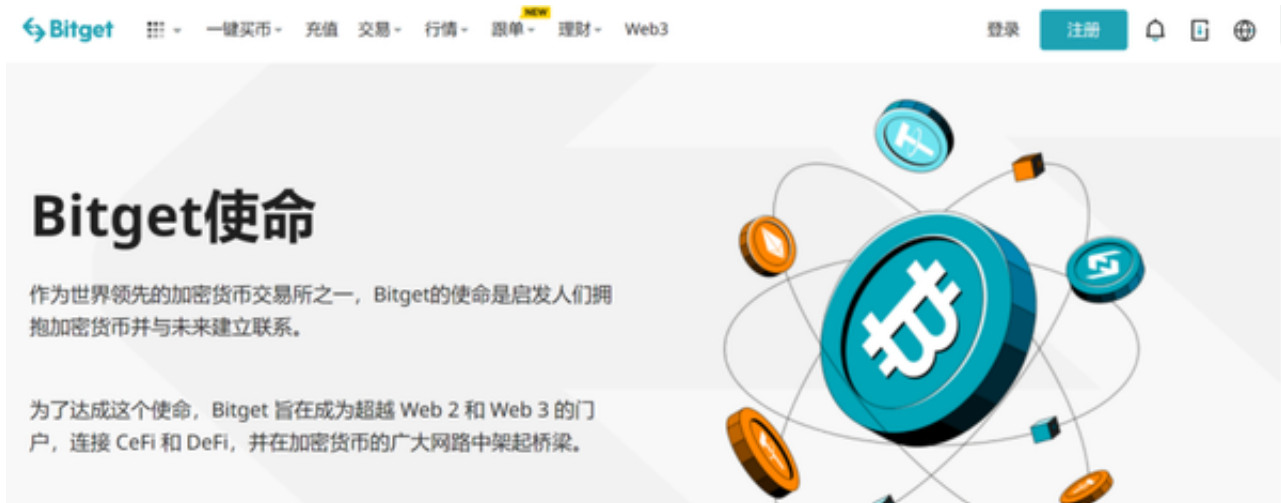 Bitget 一键买币 充值 交易 行情 跟单 NEW 理财 Web3 登录 注册
Bitget使命
作为世界领先的加密货币交易所之一，Bitget的使命是启发人们拥
抱加密货币并与未来建立联系。
为了达成这个使命，Bitget 旨在成为超越 Web 2 和 Web 3 的门
户，连接 CeFi 和 DeFi，并在加密货币的广大网路中架起桥梁。